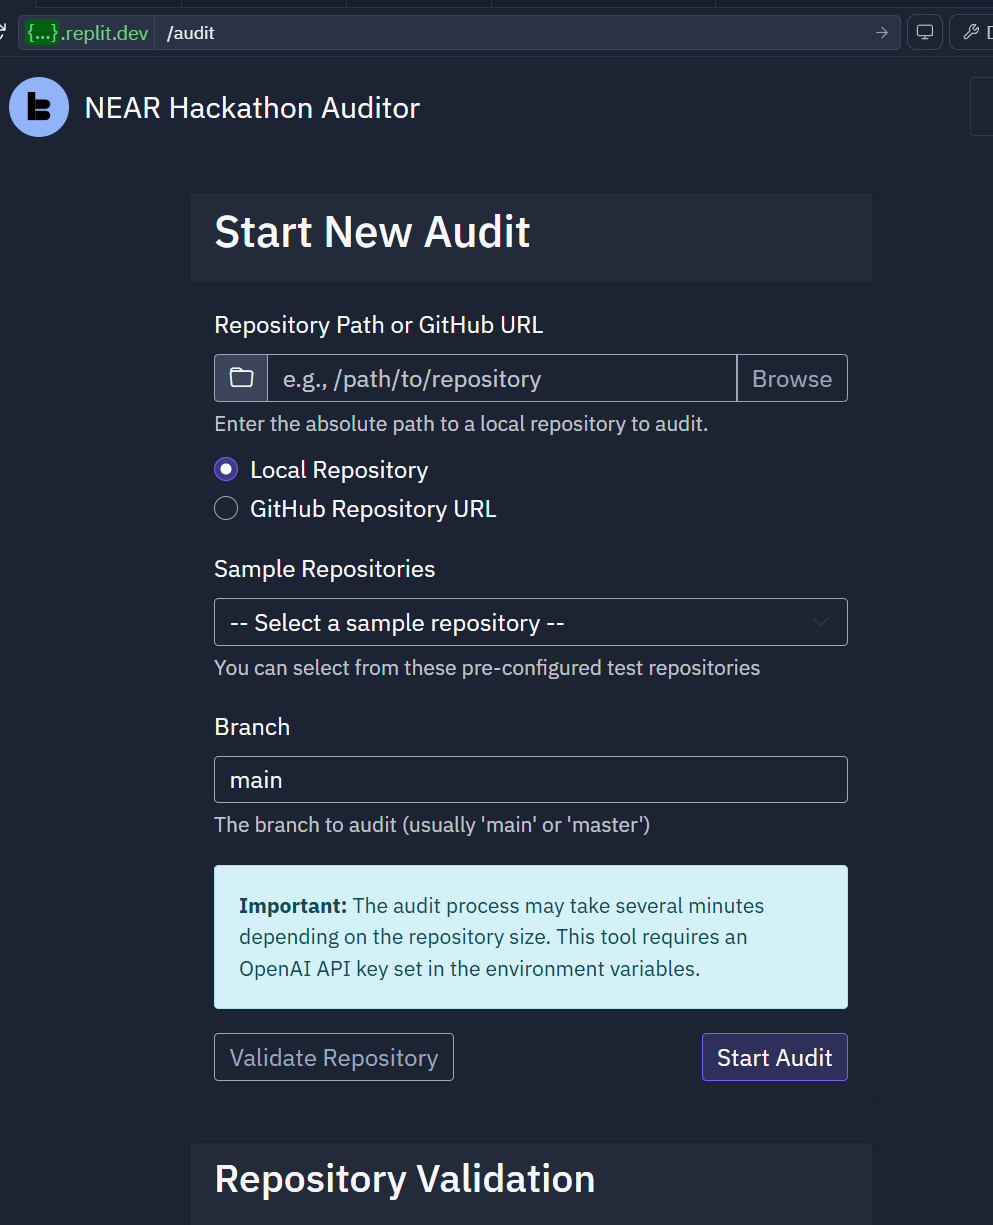 {...}.replit.dev /audit
NEAR Hackathon Auditor
Start New Audit
Repository Path or GitHub URL
e.g., /path/to/repository Browse
Enter the absolute path to a local repository to audit.
Local Repository
GitHub Repository URL
Sample Repositories
-- Select a sample repository --
You can select from these pre-configured test repositories
Branch
main
The branch to audit (usually 'main' or 'master')
Important: The audit process may take several minutes
depending on the repository size. This tool requires an
OpenAI API key set in the environment variables.
Validate Repository Start Audit
Repository Validation